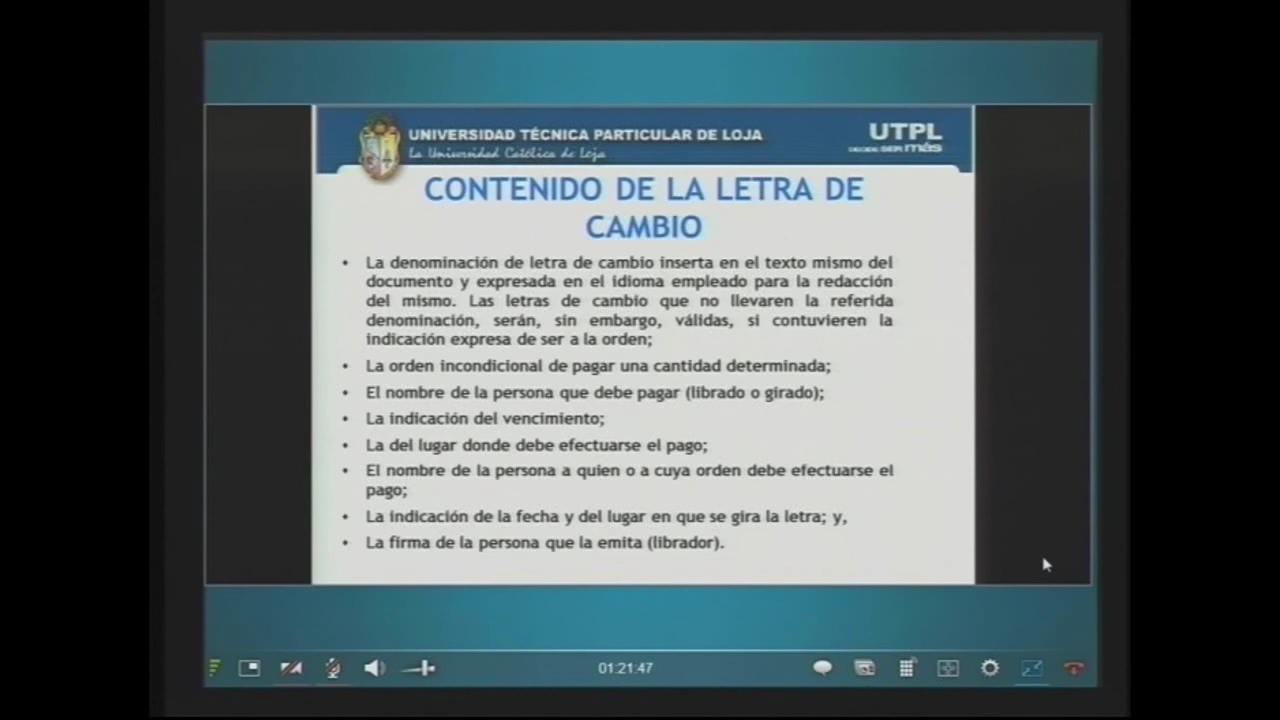 UNIVERSIDAD TÉCNICA PARTICULAR DE LOJA
La Universidad Católica de Loja
UTPL
DECIDE SER más
CONTENIDO DE LA LETRA DE
CAMBIO
• La denominación de letra de cambio inserta en el texto mismo del
documento y expresada en el idioma empleado para la redacción
del mismo. Las letras de cambio que no llevaren la referida
denominación, serán, sin embargo, válidas, si contuvieren la
indicación expresa de ser a la orden;
• La orden incondicional de pagar una cantidad determinada;
• El nombre de la persona que debe pagar (librado o girado);
• La indicación del vencimiento;
• La del lugar donde debe efectuarse el pago;
• El nombre de la persona a quien o a cuya orden debe efectuarse el
pago;
• La indicación de la fecha y del lugar en que se gira la letra; y,
• La firma de la persona que la emita (librador).
01:21:47